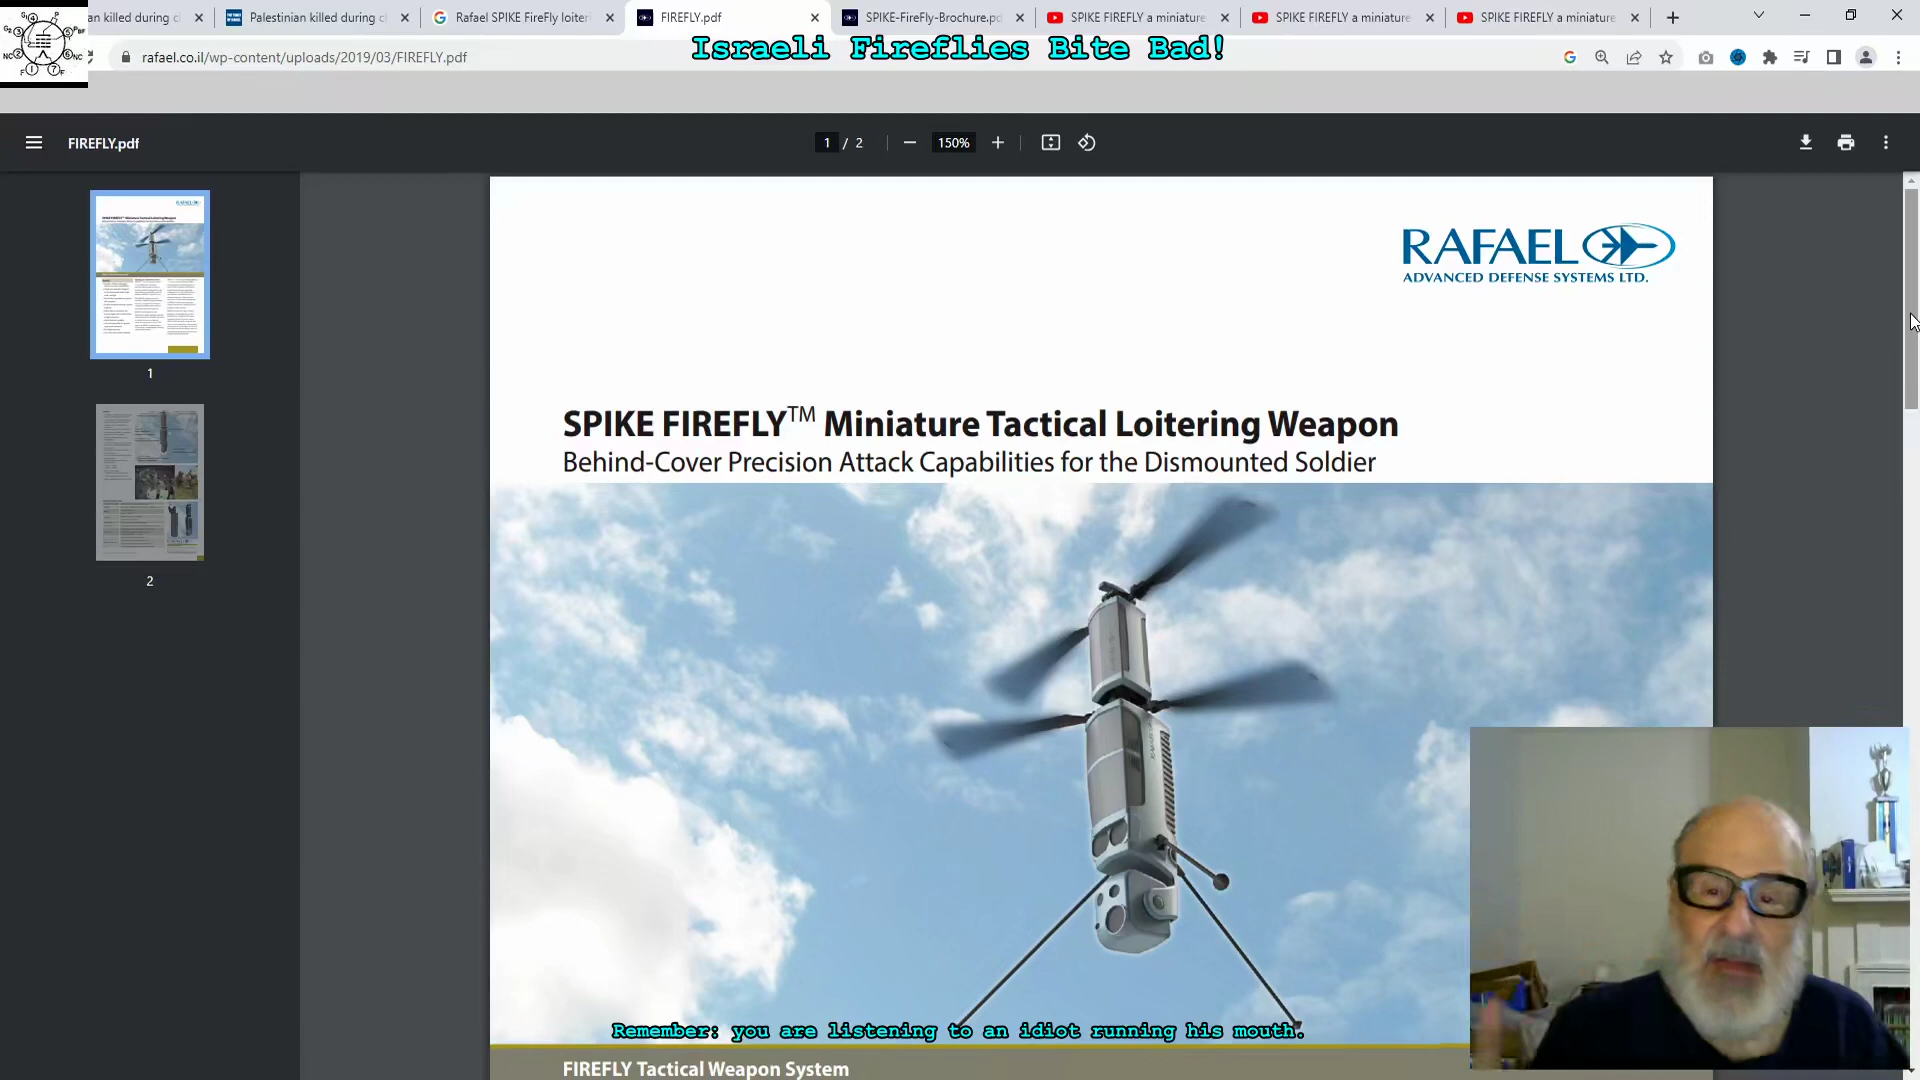 an killed during cl
Palestinian killed during cl
Rafael SPIKE FireFly loiteri
FIREFLY.pdf
SPIKE-FireFly-Brochure.pd
SPIKE FIREFLY a miniature
SPIKE FIREFLY a miniature
SPIKE FIREFLY a miniature
Israeli Fireflies Bite Bad!
rafael.co.il/wp-content/uploads/2019/03/FIREFLY.pdf
FIREFLY.pdf
1 / 2
150%
RAFAEL
ADVANCED DEFENSE SYSTEMS LTD.
SPIKE FIREFLY™ Miniature Tactical Loitering Weapon
Behind-Cover Precision Attack Capabilities for the Dismounted Soldier
1
2
Remember: you are listening to an idiot running his mouth.
FIREFLY Tactical Weapon System